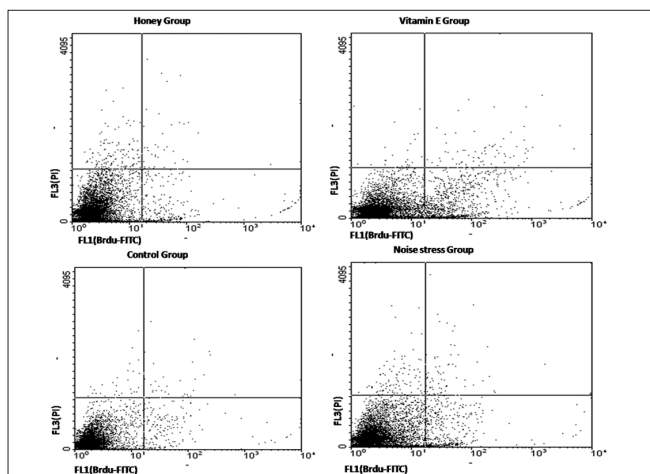 Honey Group
4095
-
0
FL3(PI)
10⁰ 10¹ 10² 10³ 10⁴
FL1(Brdu-FITC) -
Vitamin E Group
4095
-
0
FL3(PI)
10⁰ 10¹ 10² 10³ 10⁴
FL1(Brdu-FITC) -
Control Group
4095
-
0
FL3(PI)
10⁰ 10¹ 10² 10³ 10⁴
FL1(Brdu-FITC) -
Noise stress Group
4095
-
0
FL3(PI)
10⁰ 10¹ 10² 10³ 10⁴
FL1(Brdu-FITC) -